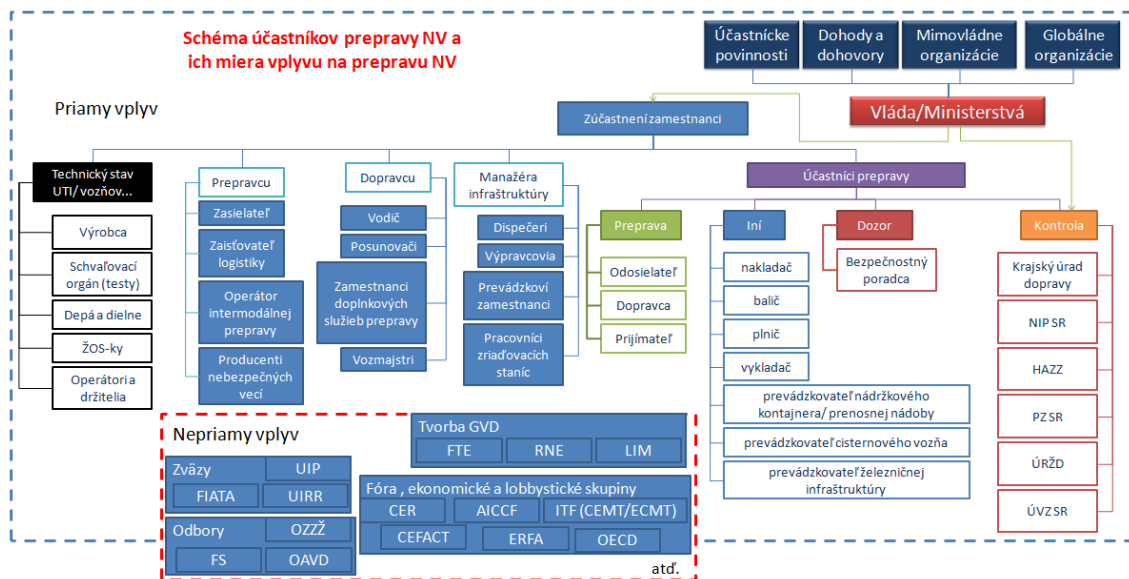 Schéma účastníkov prepravy NV a
ich miera vplyvu na prepravu NV
Účastnícke
povinnosti
Dohody a
dohovory
Mimovládne
organizácie
Globálne
organizácie
Priamy vplyv
Vláda/Ministerstvá
Zúčastnení zamestnanci
Technický stav
UTI/ vozňov...
Výrobca
Schvaľovací
orgán (testy)
Depá a dielne
ŽOS-ky
Operátori a
držitelia
Prepravcu
Zasielateľ
Zaisťovateľ
logistiky
Operátor
intermodálnej
prepravy
Producenti
nebezpečných
vecí
Dopravcu
Vodič
Posunovači
Zamestnanci
doplnkových
služieb prepravy
Vozmajstri
Manažéra
infraštruktúry
Dispečeri
Výpravcovia
Prevádzkoví
zamestnanci
Pracovníci
zriaďovacích
staníc
Účastníci prepravy
Preprava
Odosielateľ
Dopravca
Prijímateľ
Iní
nakladač
balič
plnič
vykladač
prevádzkovateľ nádržkového
kontajnera/ prenosnej nádoby
prevádzkovateľ cisternového vozňa
prevádzkovateľ železničnej
infraštruktúry
Dozor
Bezpečnostný
poradca
Kontrola
Krajský úrad
dopravy
NIP SR
HAZZ
PZ SR
ÚRŽD
ÚVZ SR
Nepriamy vplyv
Tvorba GVD
FTE
RNE
LIM
Zväzy
UIP
FIATA
UIRR
Odbory
OZZŽ
FS
OAVD
Fóra , ekonomické a lobbystické skupiny
CER
AICCF
ITF (CEMT/ECMT)
CEFACT
ERFA
OECD
atď.